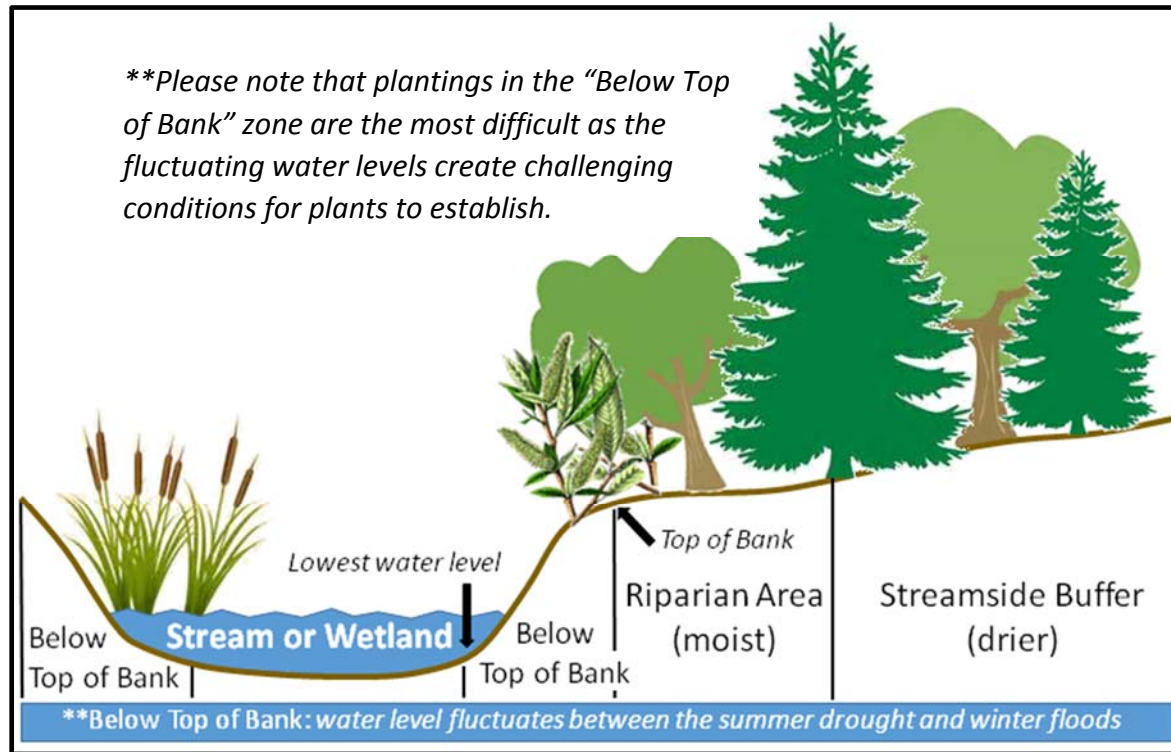 **Please note that plantings in the “Below Top
of Bank” zone are the most difficult as the
fluctuating water levels create challenging
conditions for plants to establish.
Lowest water level
Top of Bank
Below
Top of Bank
Stream or Wetland
Below
Top of Bank
Riparian Area
(moist)
Streamside Buffer
(drier)
**Below Top of Bank: water level fluctuates between the summer drought and winter floods